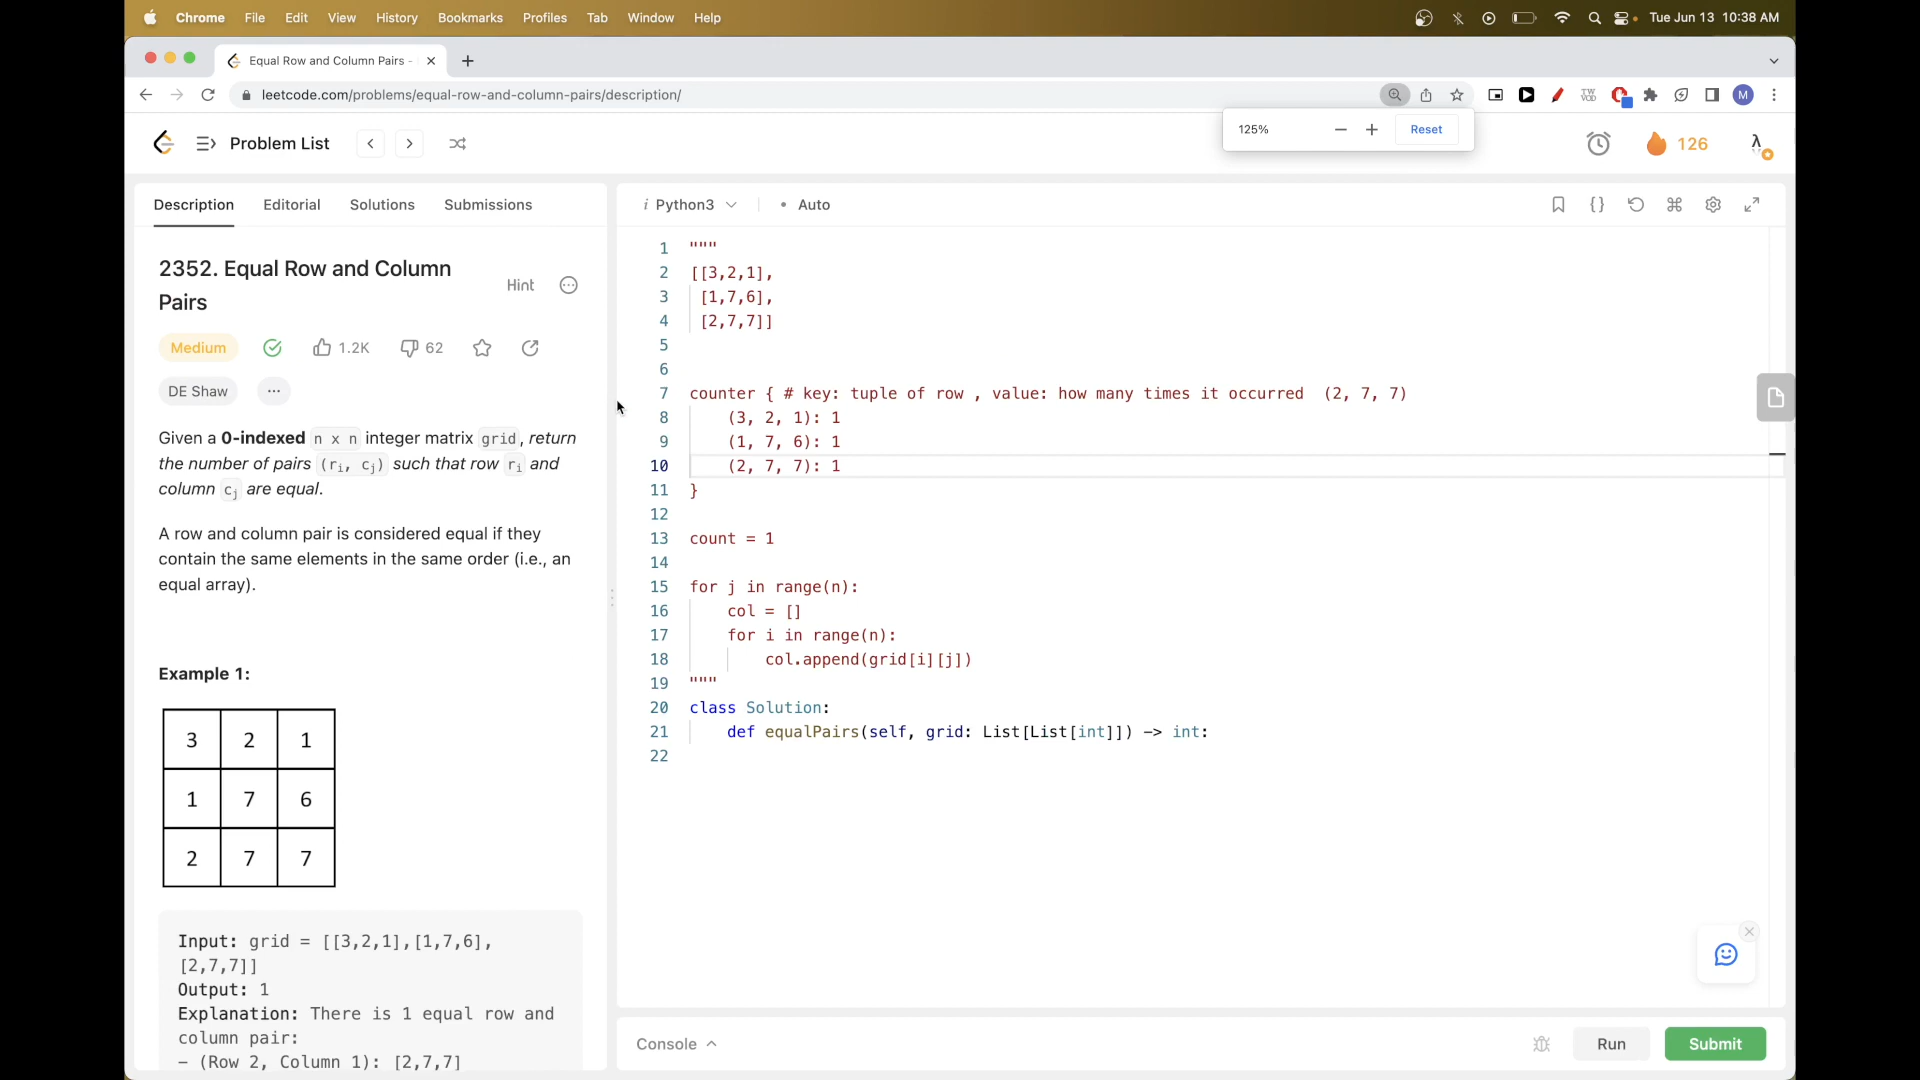 Chrome File Edit View History Bookmarks Profiles Tab Window Help
Tue Jun 13 10:38 AM
Equal Row and Column Pairs -
leetcode.com/problems/equal-row-and-column-pairs/description/
TW VOD
M
125%
Reset
Problem List
126
Description Editorial Solutions Submissions
2352. Equal Row and Column
Pairs
Hint
Medium
1.2K
62
DE Shaw
...
Given a 0-indexed n x n integer matrix grid, return
the number of pairs (ri, cj) such that row ri and
column cj are equal.
A row and column pair is considered equal if they
contain the same elements in the same order (i.e., an
equal array).
Example 1:
3 2 1
1 7 6
2 7 7
Input: grid = [[3,2,1],[1,7,6],
[2,7,7]]
Output: 1
Explanation: There is 1 equal row and
column pair:
- (Row 2, Column 1): [2,7,7]
i Python3
• Auto
{}
1 """
2 [[3,2,1],
3 [1,7,6],
4 [2,7,7]]
5
6
7 counter { # key: tuple of row , value: how many times it occurred (2, 7, 7)
8 (3, 2, 1): 1
9 (1, 7, 6): 1
10 (2, 7, 7): 1
11 }
12
13 count = 1
14
15 for j in range(n):
16 col = []
17 for i in range(n):
18 col.append(grid[i][j])
19 """
20 class Solution:
21 def equalPairs(self, grid: List[List[int]]) -> int:
22
Console
Run
Submit